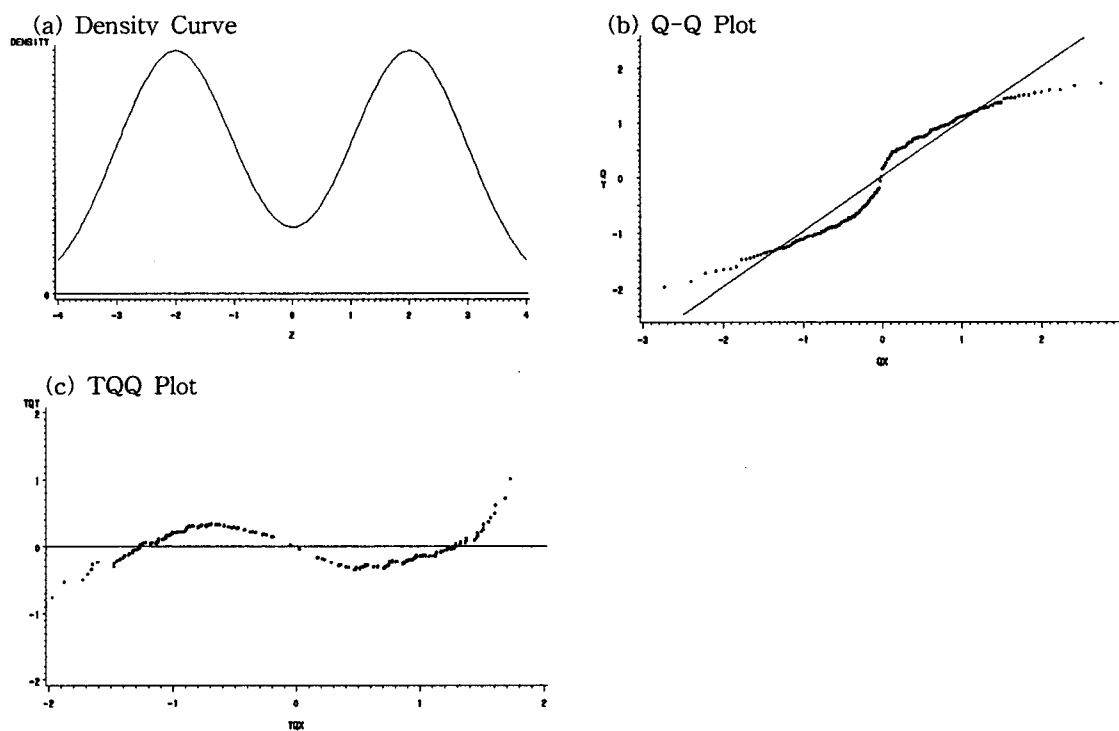 (a) Density Curve
DENSITY
0
-4 -3 -2 -1 0 1 2 3 4
Z
(b) Q-Q Plot
2
1
0
-1
-2
Q
Y
-3 -2 -1 0 1 2
QX
(c) TQQ Plot
TQY
2
1
0
-1
-2
-2 -1 0 1 2
TQX